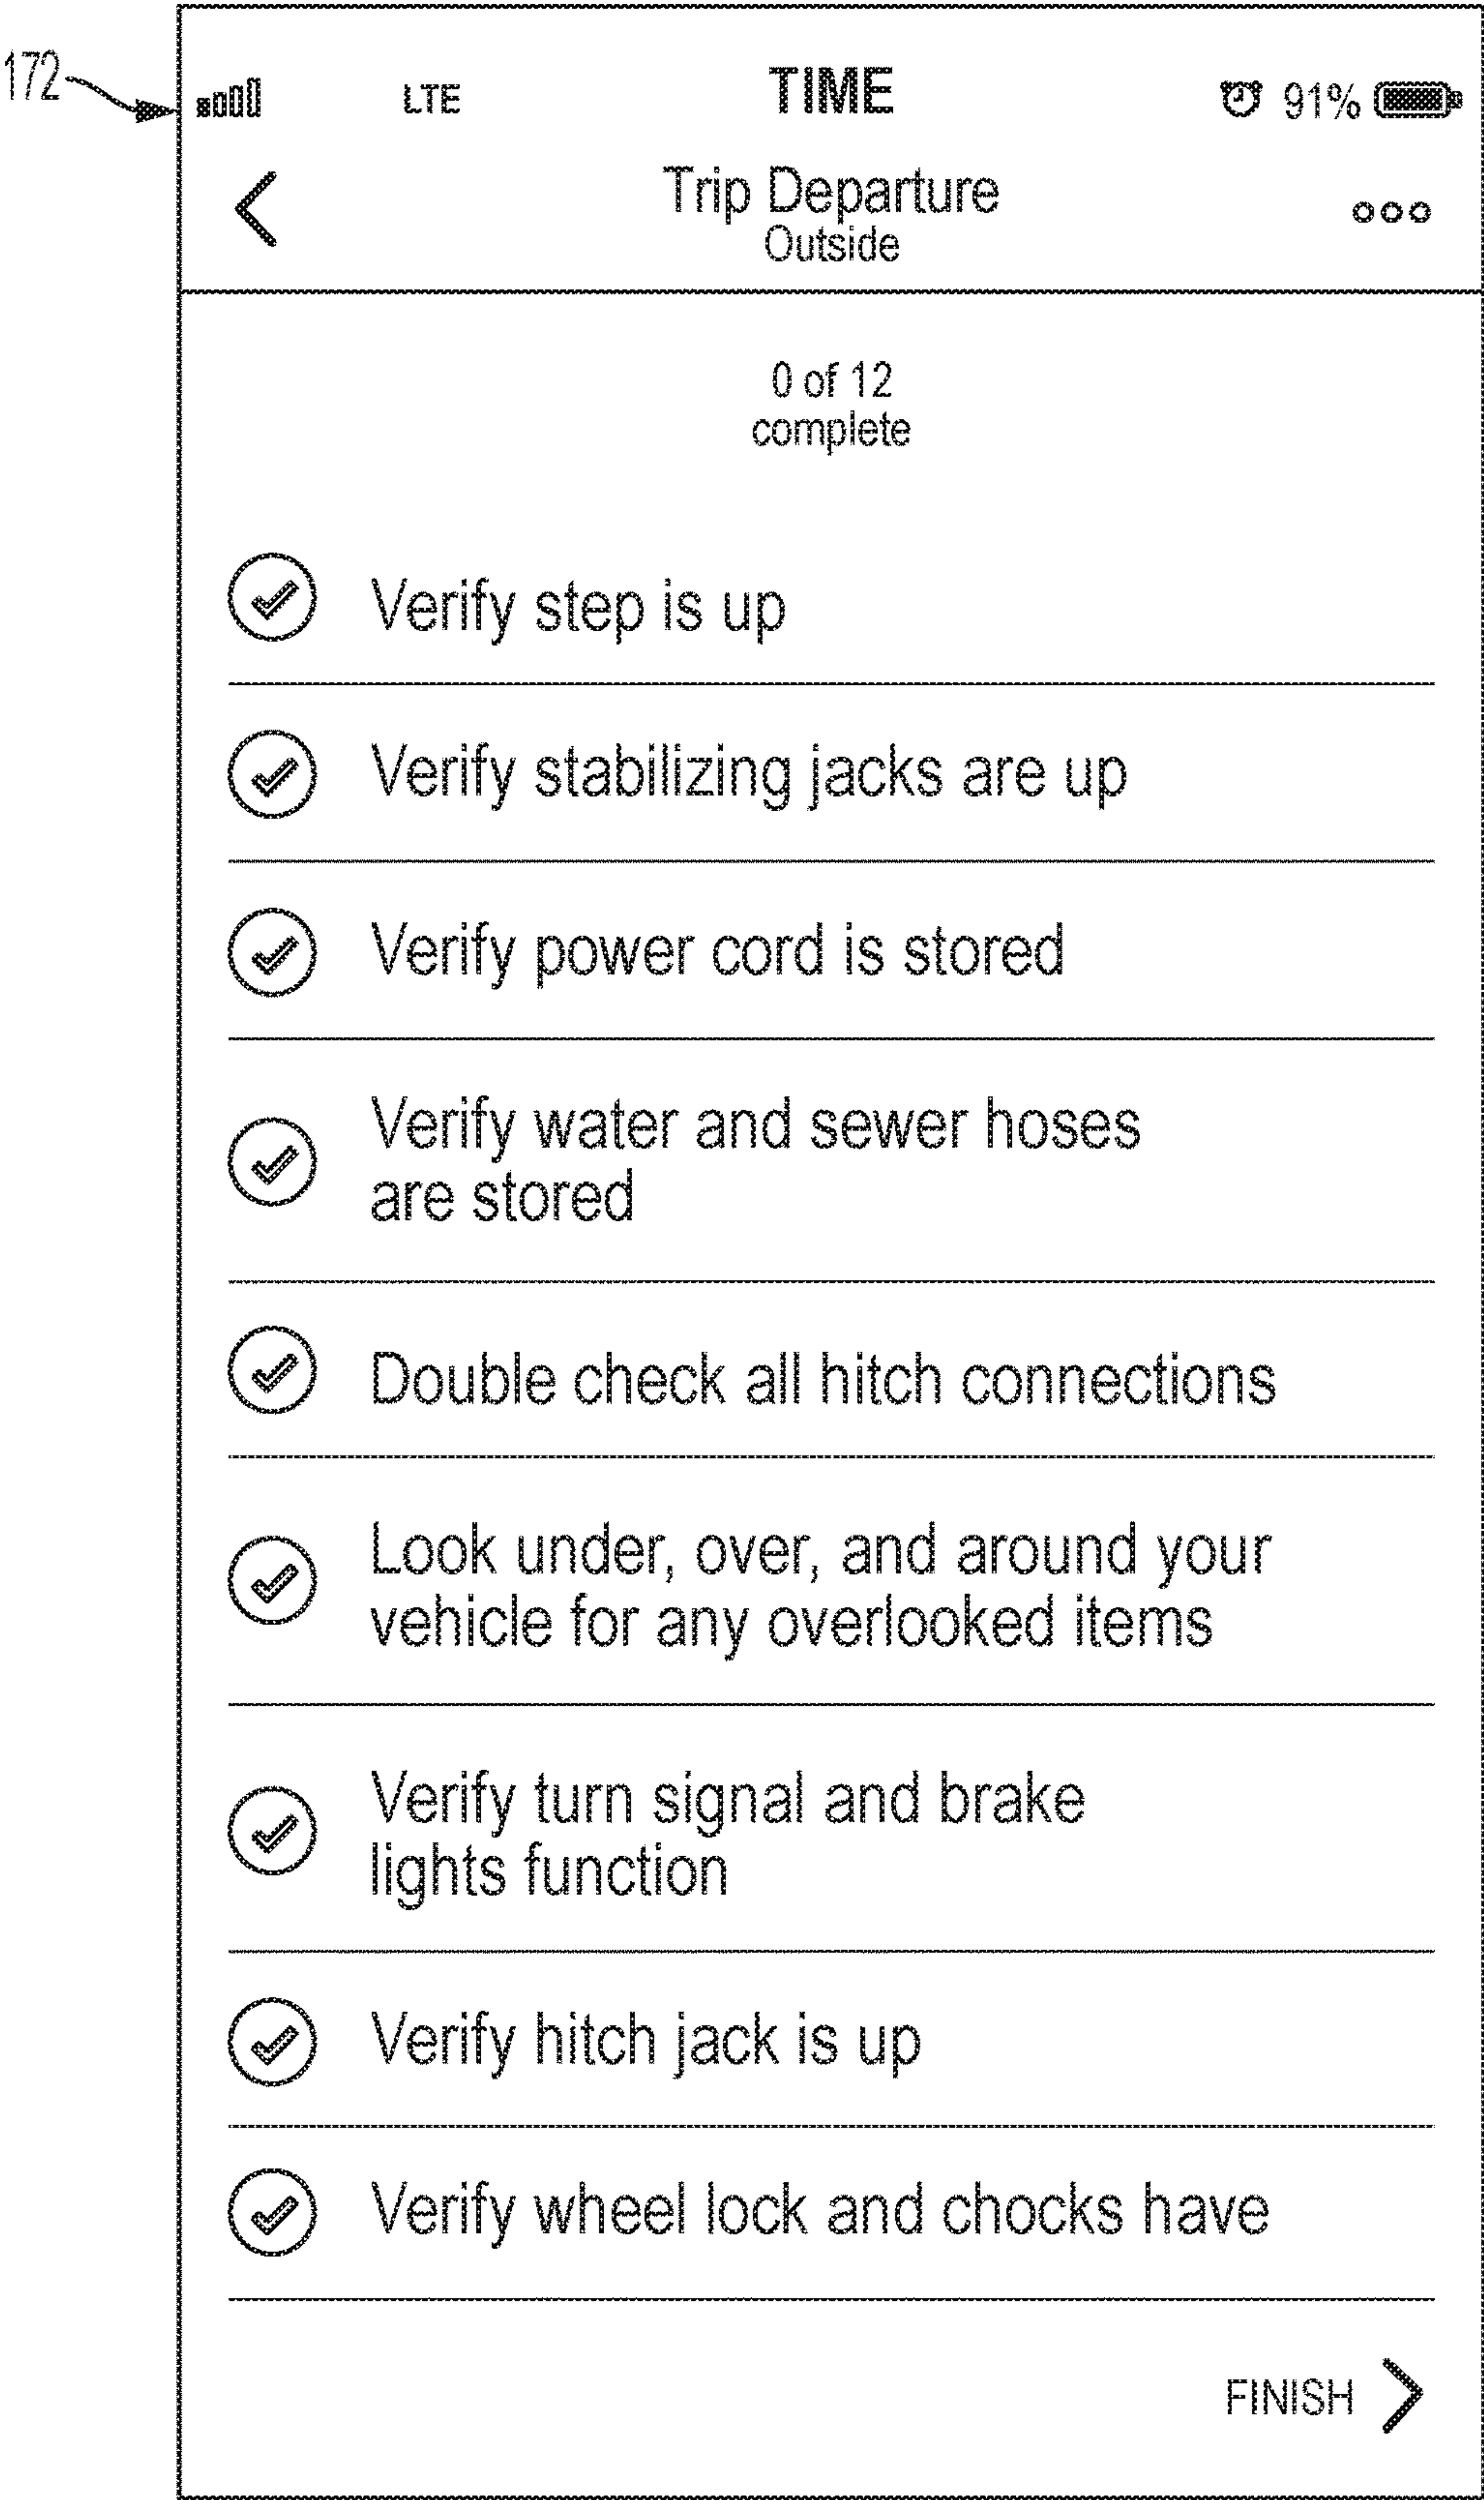 172
LTE
TIME
91%
Trip Departure
Outside
0 of 12
complete
Verify step is up
Verify stabilizing jacks are up
Verify power cord is stored
Verify water and sewer hoses
are stored
Double check all hitch connections
Look under, over, and around your
vehicle for any overlooked items
Verify turn signal and brake
lights function
Verify hitch jack is up
Verify wheel lock and chocks have
FINISH